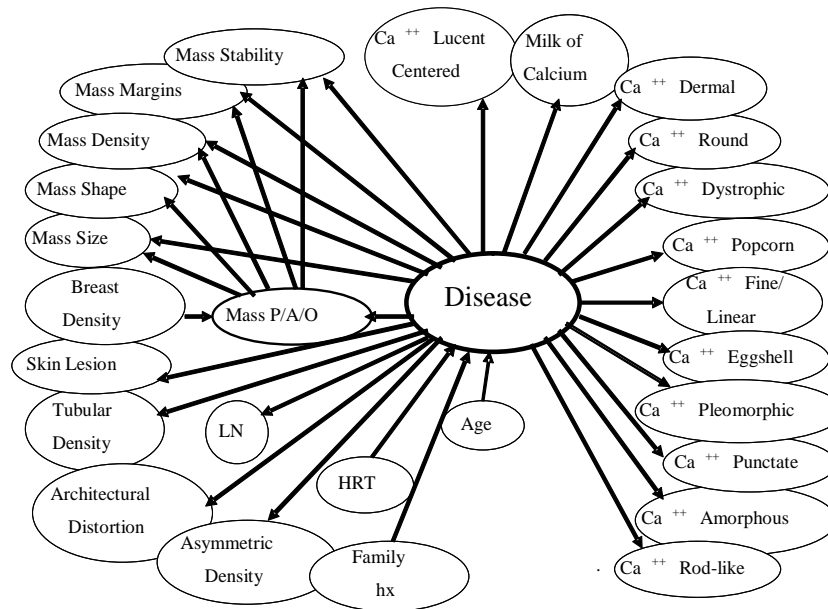 Mass Stability
Ca ++ Lucent
Centered
Milk of
Calcium
Mass Margins
Ca ++ Dermal
Mass Density
Ca ++ Round
Mass Shape
Ca ++ Dystrophic
Mass Size
Ca ++ Popcorn
Breast
Density
Mass P/A/O
Disease
Ca ++ Fine/
Linear
Skin Lesion
Ca ++ Eggshell
Tubular
Density
LN
Age
Ca ++ Pleomorphic
Ca ++ Punctate
HRT
Architectural
Distortion
Ca ++ Amorphous
Asymmetric
Density
Family
hx
. Ca ++ Rod-like